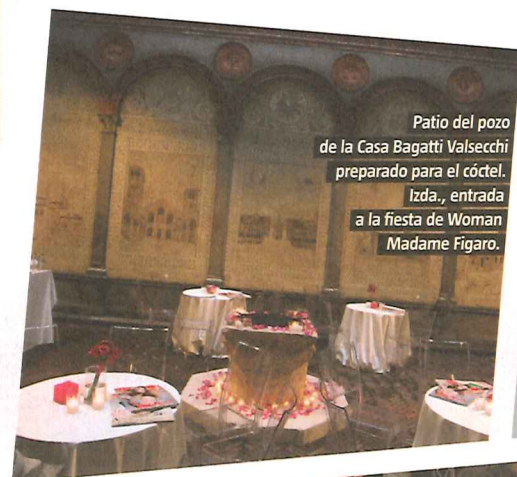 Patio del pozo
de la Casa Bagatti Valsecchi
preparado para el cóctel.
Izda., entrada
a la fiesta de Woman
Madame Figaro.